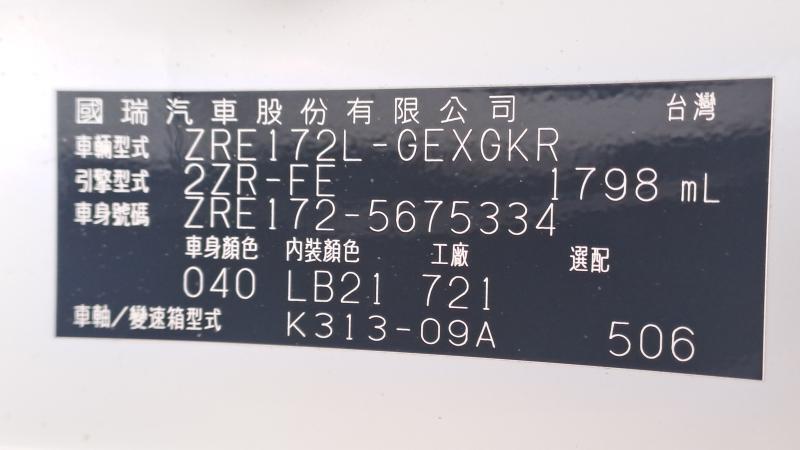 國瑞汽車股份有限公司 台灣
車輛型式 ZRE172L-GEXGKR
引擎型式 2ZR-FE 1798 mL
車身號碼 ZRE172-5675334
車身顏色 內裝顏色 工廠 選配
040 LB21 721
車軸/變速箱型式 K313-09A 506